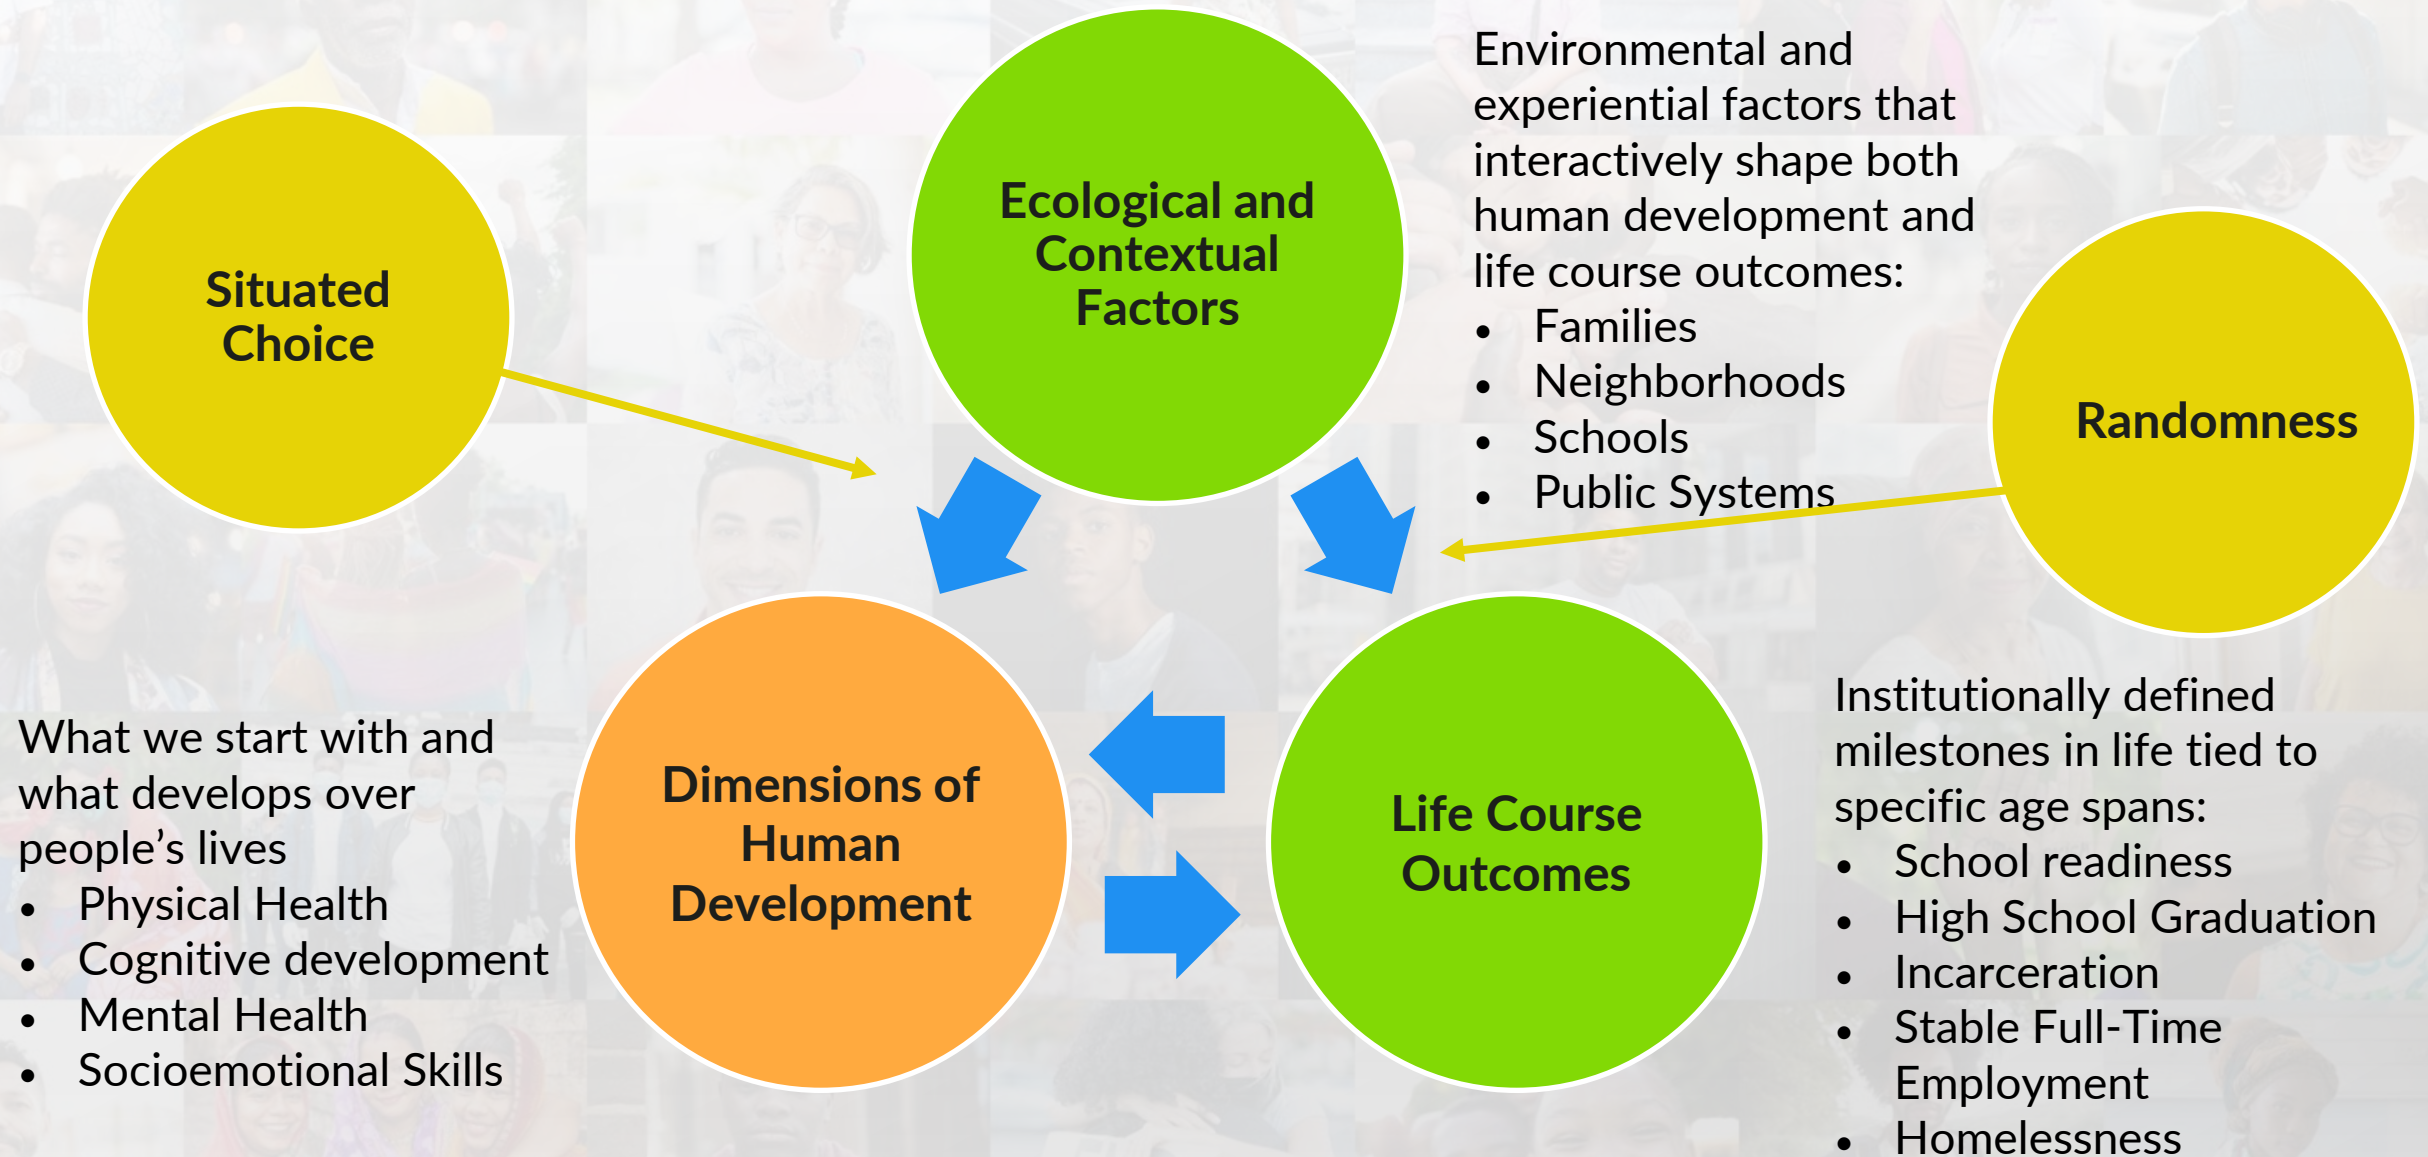 Situated
Choice
Ecological and
Contextual
Factors
Environmental and
experiential factors that
interactively shape both
human development and
life course outcomes:
• Families
• Neighborhoods
• Schools
• Public Systems
Randomness
What we start with and
what develops over
people’s lives
• Physical Health
• Cognitive development
• Mental Health
• Socioemotional Skills
Dimensions of
Human
Development
Life Course
Outcomes
Institutionally defined
milestones in life tied to
specific age spans:
• School readiness
• High School Graduation
• Incarceration
• Stable Full-Time
Employment
• Homelessness